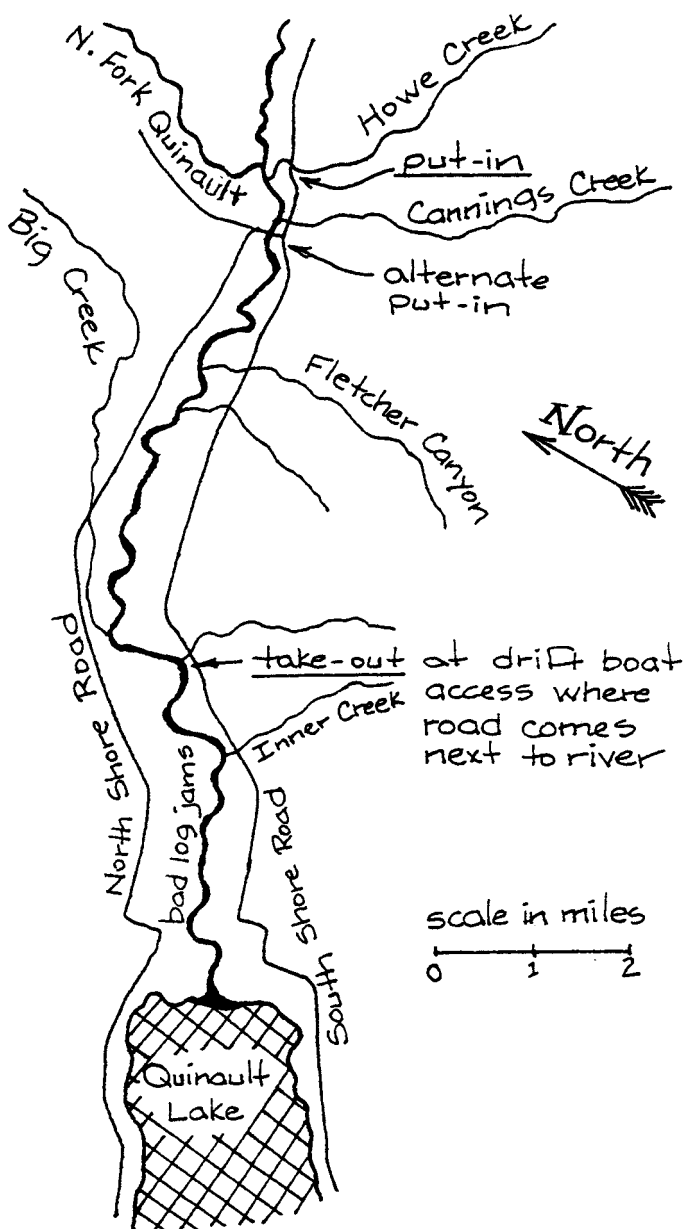 N. Fork Quinault
Howe Creek
put-in
Cannings Creek
Big Creek
alternate
put-in
Fletcher Canyon
North
North Shore Road
take-out at drift boat
access where
road comes
next to river
Inner Creek
bad log jams
South Shore Road
scale in miles
0 1 2
Quinault
Lake